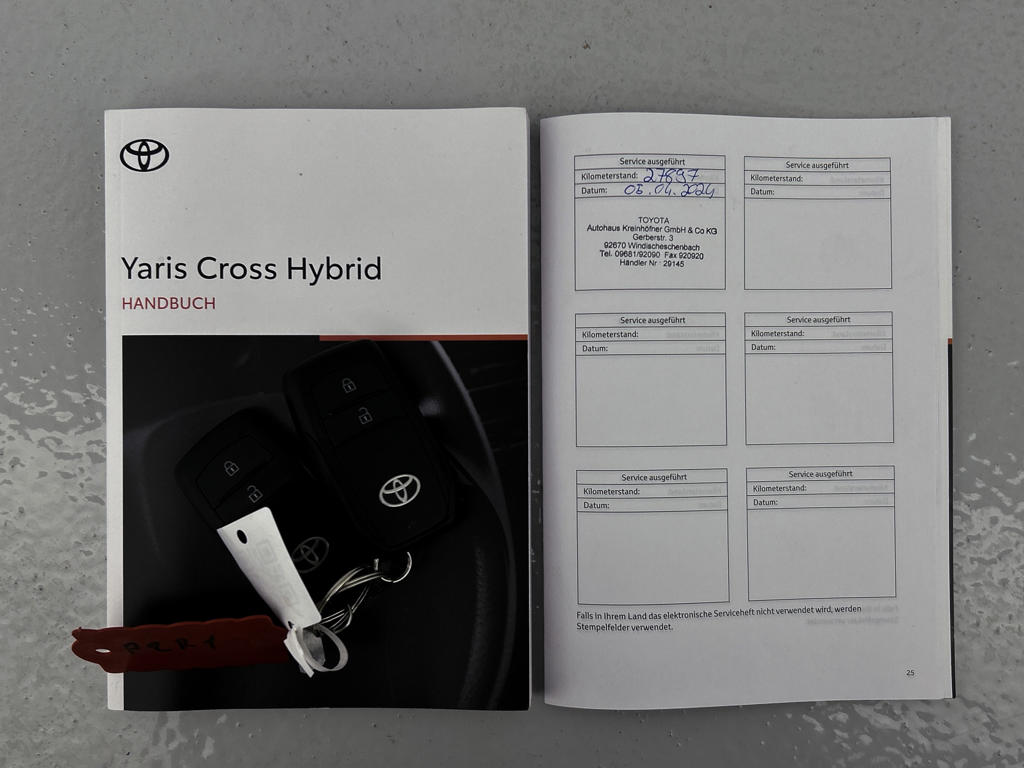 Yaris Cross Hybrid
HANDBUCH
Service ausgeführt
Kilometerstand: 27897
Datum: 05.04.2024
TOYOTA
Autohaus Kreinhöfner GmbH & Co KG
Gerberstr. 3
92670 Windischeschenbach
Tel. 09681/92090 Fax 920920
Händler Nr 29145
Service ausgeführt
Kilometerstand:
Datum:
Service ausgeführt
Kilometerstand:
Datum:
Service ausgeführt
Kilometerstand:
Datum:
Service ausgeführt
Kilometerstand:
Datum:
Service ausgeführt
Kilometerstand:
Datum:
Falls in Ihrem Land das elektronische Serviceheft nicht verwendet wird, werden
Stempelfelder verwendet.
25